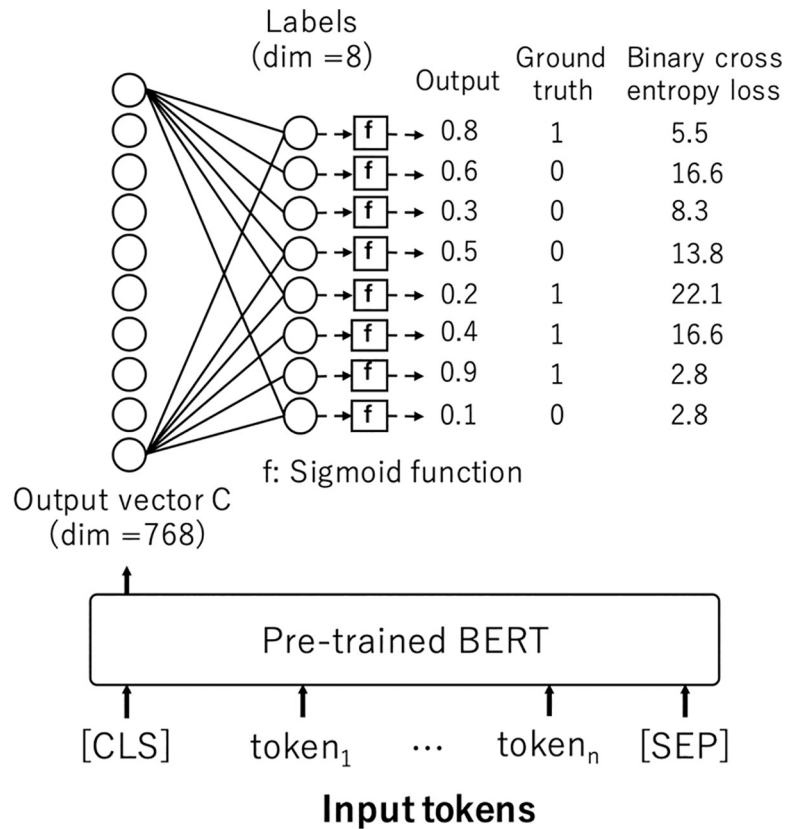 Labels
(dim =8)
Output
Ground
truth
Binary cross
entropy loss
f 0.8 1 5.5
f 0.6 0 16.6
f 0.3 0 8.3
f 0.5 0 13.8
f 0.2 1 22.1
f 0.4 1 16.6
f 0.9 1 2.8
f 0.1 0 2.8
f: Sigmoid function
Output vector C
(dim =768)
Pre-trained BERT
[CLS] token₁ ... tokenₙ [SEP]
Input tokens